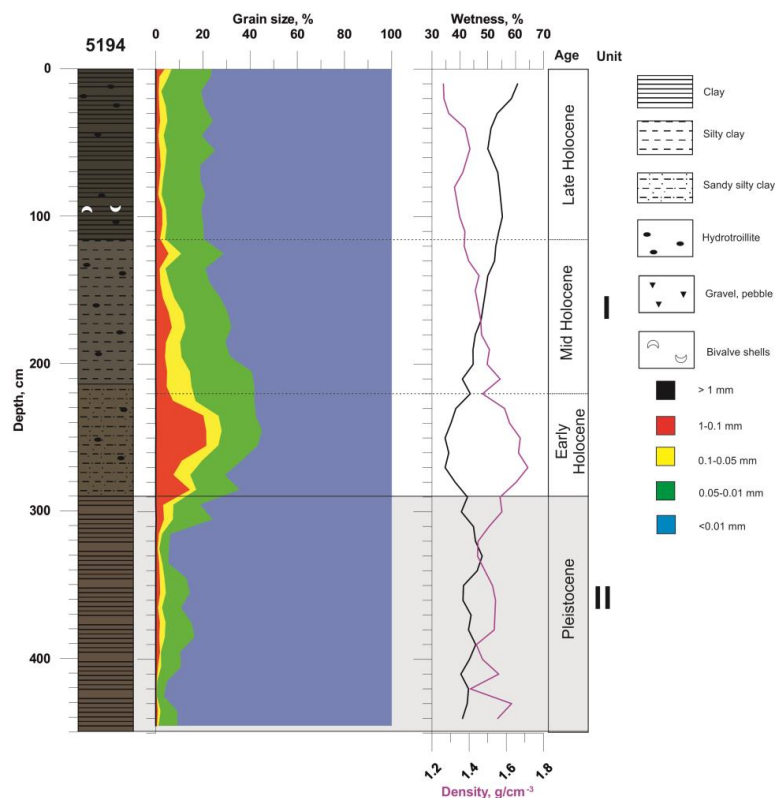 5194
Grain size, %
Wetness, %
0 20 40 60 80 100
30 40 50 60 70
Age
Unit
Depth, cm
0
100
200
300
400
Late Holocene
Mid Holocene
Early
Holocene
Pleistocene
I
II
1.2 1.4 1.6 1.8
Density, g/cm⁻³
Clay
Silty clay
Sandy silty clay
Hydrotroillite
Gravel, pebble
Bivalve shells
> 1 mm
1-0.1 mm
0.1-0.05 mm
0.05-0.01 mm
<0.01 mm